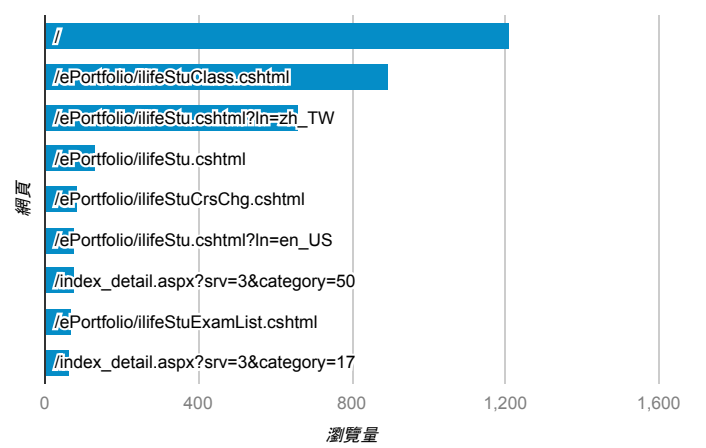 /
/ePortfolio/ilifeStuClass.cshtml
/ePortfolio/ilifeStu.cshtml?ln=zh_TW
/ePortfolio/ilifeStu.cshtml
/ePortfolio/ilifeStuCrsChg.cshtml
/ePortfolio/ilifeStu.cshtml?ln=en_US
/index_detail.aspx?srv=3&category=50
/ePortfolio/ilifeStuExamList.cshtml
/index_detail.aspx?srv=3&category=17
網頁
0 400 800 1,200 1,600
瀏覽量